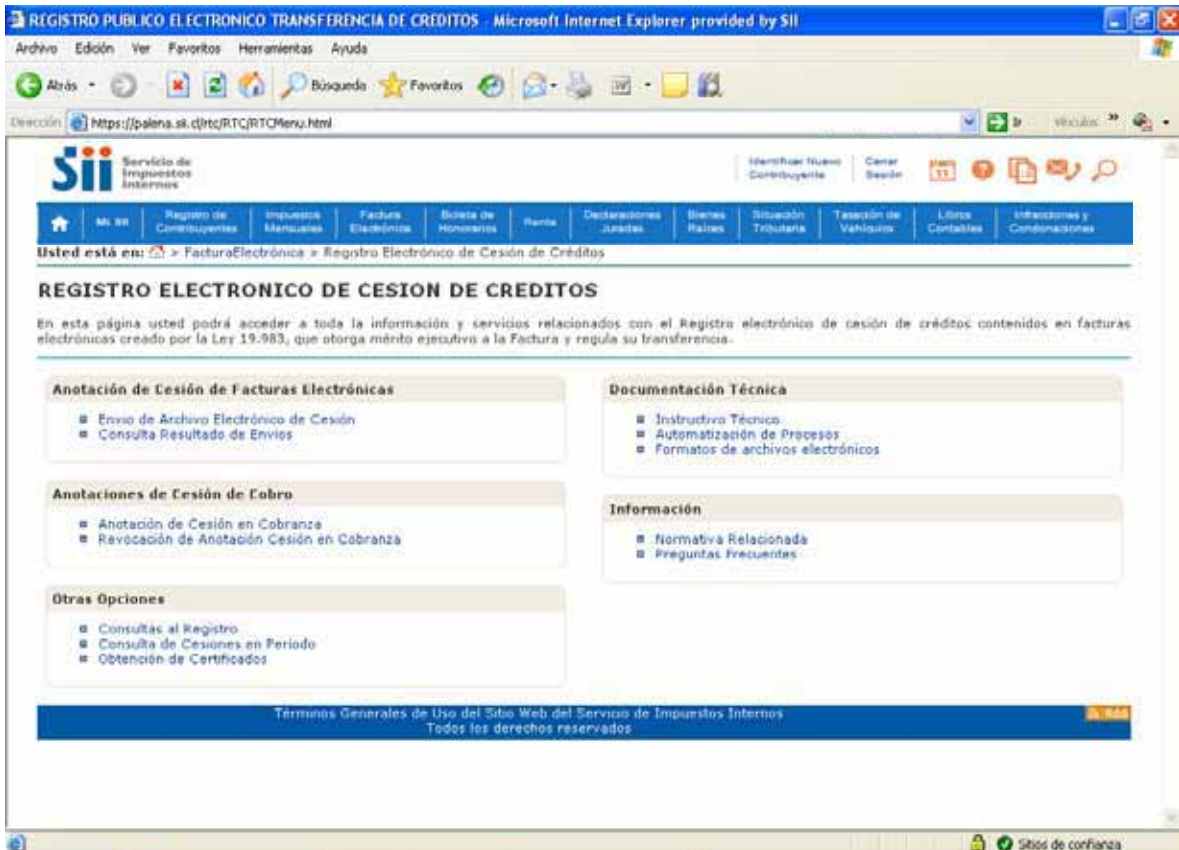 REGISTRO PUBLICO ELECTRONICO TRANSFERENCIA DE CREDITOS - Microsoft Internet Explorer provided by SII
Archivo Edición Ver Favoritos Herramientas Ayuda
Atrás Búsqueda Favoritos
Dirección https://palena.sii.cl/rtc/RTC/RTCMenu.html Ir Vínculos
Sii Servicio de Impuestos Internos
Identificar Nuevo Contribuyente
Cerrar Sesión
11
Mi SII
Registro de Contribuyentes
Impuestos Mensuales
Factura Electrónica
Boleta de Honorarios
Renta
Declaraciones Juradas
Bienes Raíces
Situación Tributaria
Tasación de Vehículos
Libros Contables
Infracciones y Condonaciones
Usted está en: > FacturaElectrónica > Registro Electrónico de Cesión de Créditos
REGISTRO ELECTRONICO DE CESION DE CREDITOS
En esta página usted podrá acceder a toda la información y servicios relacionados con el Registro electrónico de cesión de créditos contenidos en facturas
electrónicas creado por la Ley 19.983, que otorga mérito ejecutivo a la Factura y regula su transferencia.
Anotación de Cesión de Facturas Electrónicas
Envio de Archivo Electrónico de Cesión
Consulta Resultado de Envios
Anotaciones de Cesión de Cobro
Anotación de Cesión en Cobranza
Revocación de Anotación Cesión en Cobranza
Otras Opciones
Consultas al Registro
Consulta de Cesiones en Periodo
Obtención de Certificados
Documentación Técnica
Instructivo Técnico
Automatización de Procesos
Formatos de archivos electrónicos
Información
Normativa Relacionada
Preguntas Frecuentes
Términos Generales de Uso del Sitio Web del Servicio de Impuestos Internos
Todos los derechos reservados
RSS
Sitios de confianza